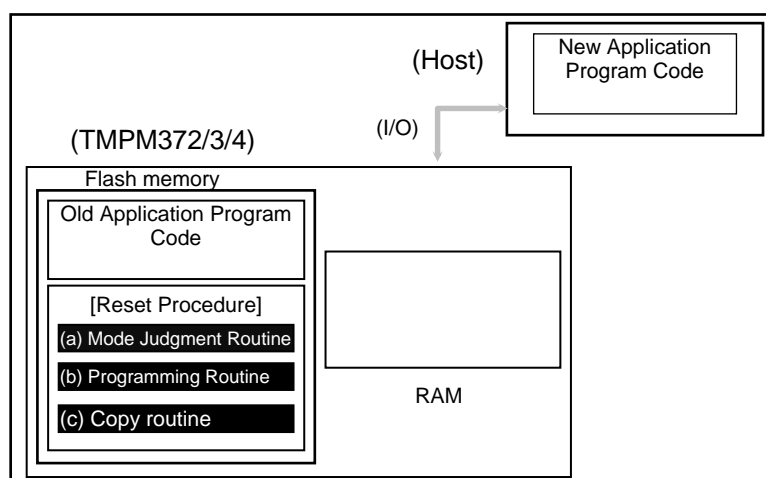 (Host)
New Application
Program Code
(I/O)
(TMPM372/3/4)
Flash memory
Old Application Program
Code
[Reset Procedure]
(a) Mode Judgment Routine
(b) Programming Routine
(c) Copy routine
RAM